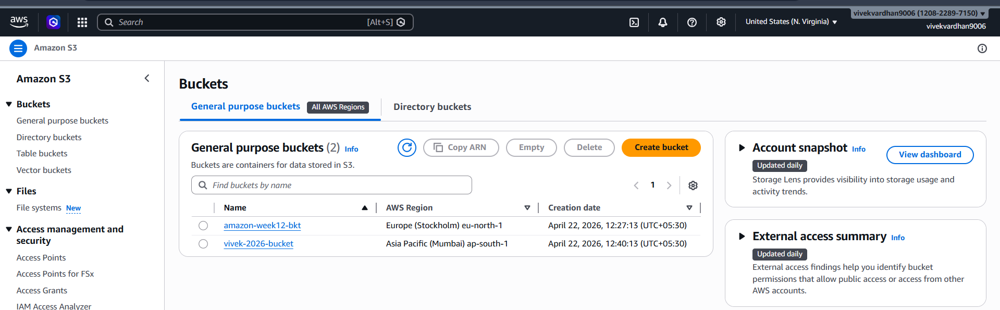 aws
Search [Alt+S]
United States (N. Virginia)
vivekvardhan9006 (1208-2289-7150)
vivekvardhan9006
Amazon S3
Amazon S3
Buckets
General purpose buckets
Directory buckets
Table buckets
Vector buckets
Files
File systems New
Access management and
security
Access Points
Access Points for FSx
Access Grants
IAM Access Analyzer
Buckets
General purpose buckets All AWS Regions Directory buckets
General purpose buckets (2) Info
Copy ARN Empty Delete Create bucket
Buckets are containers for data stored in S3.
Find buckets by name
1
Name AWS Region Creation date
amazon-week12-bkt Europe (Stockholm) eu-north-1 April 22, 2026, 12:27:13 (UTC+05:30)
vivek-2026-bucket Asia Pacific (Mumbai) ap-south-1 April 22, 2026, 12:40:13 (UTC+05:30)
Account snapshot Info
View dashboard
Updated daily
Storage Lens provides visibility into storage usage and
activity trends.
External access summary Info
Updated daily
External access findings help you identify bucket
permissions that allow public access or access from other
AWS accounts.